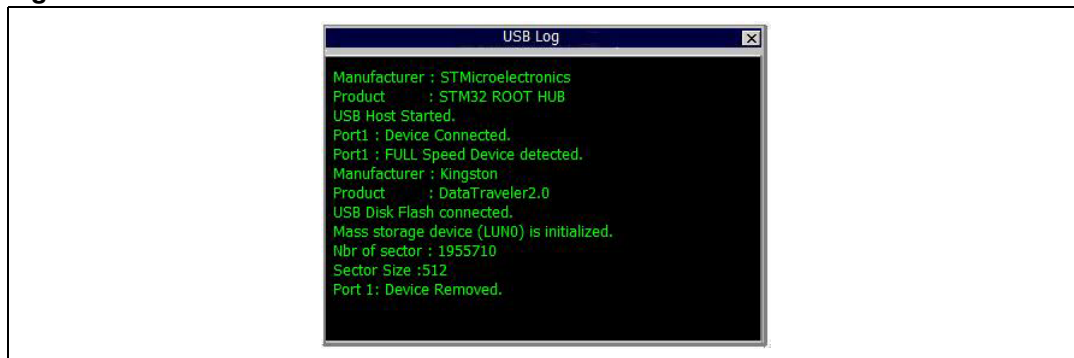 USB Log
Manufacturer : STMicroelectronics
Product : STM32 ROOT HUB
USB Host Started.
Port1 : Device Connected.
Port1 : FULL Speed Device detected.
Manufacturer : Kingston
Product : DataTraveler2.0
USB Disk Flash connected.
Mass storage device (LUN0) is initialized.
Nbr of sector : 1955710
Sector Size :512
Port 1: Device Removed.